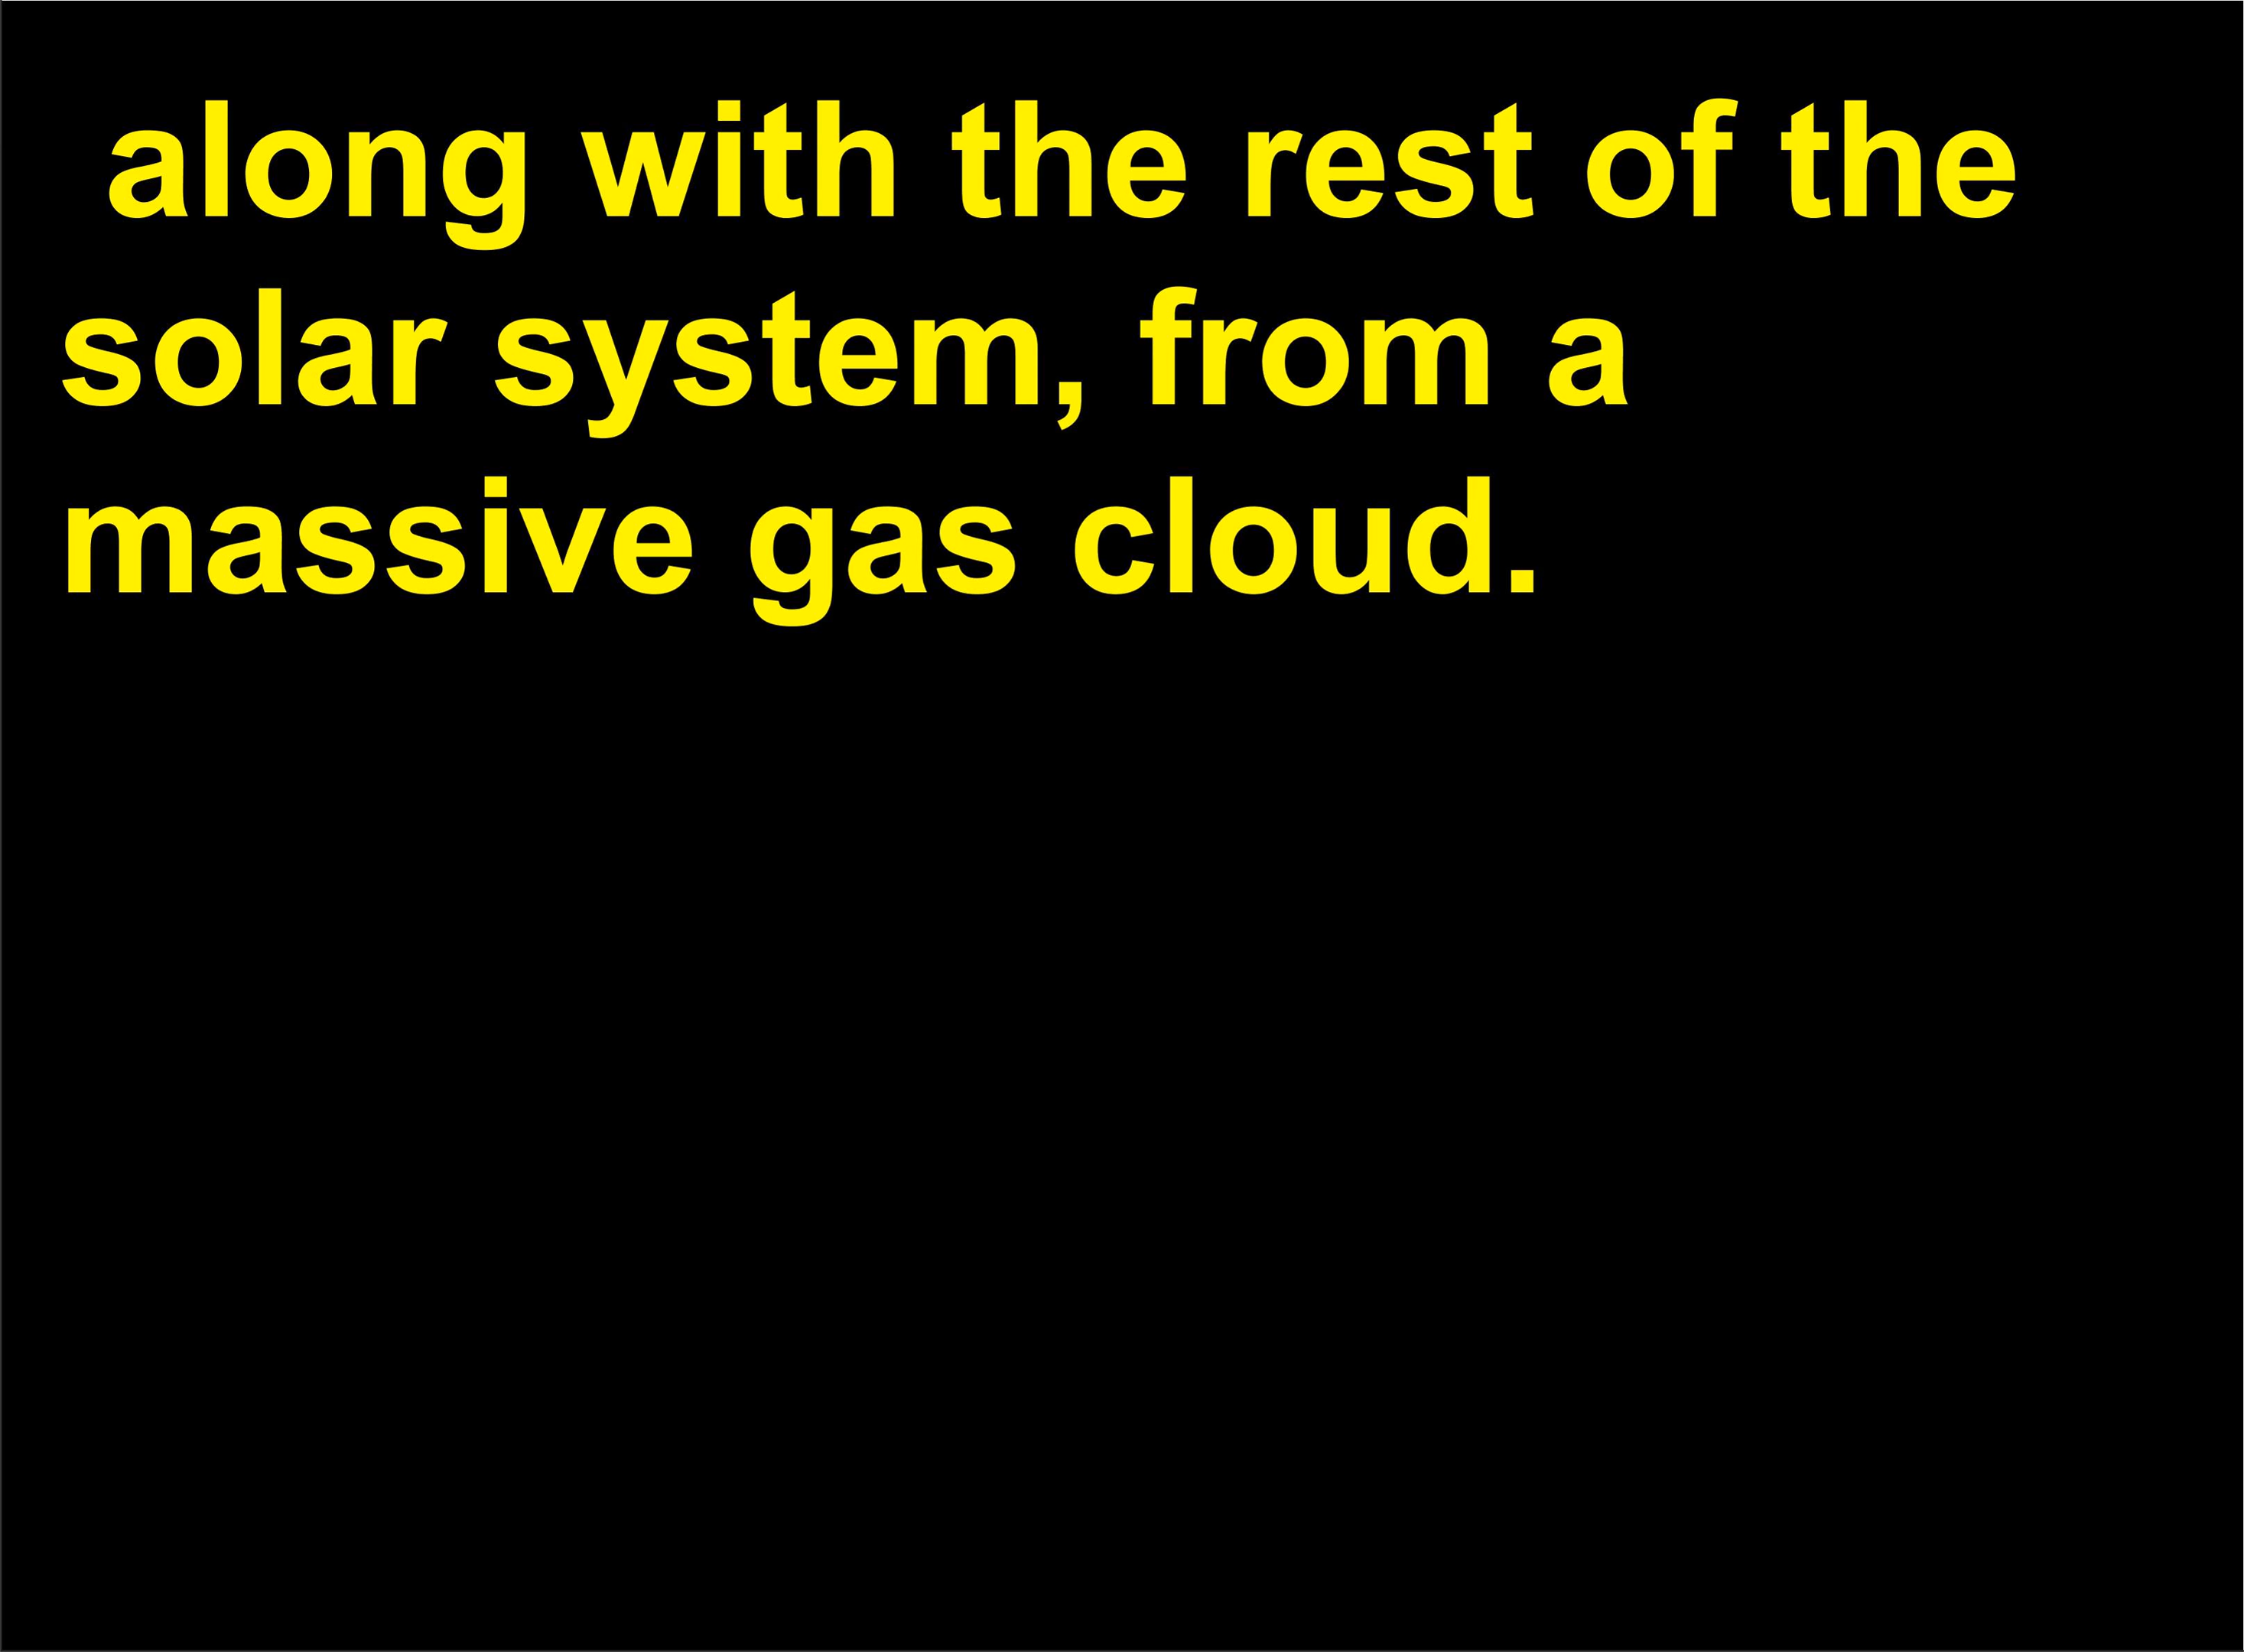 along with the rest of the
solar system, from a
massive gas cloud.